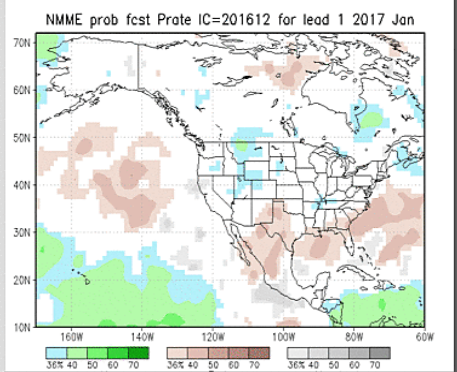 NMME prob fcst Prate IC=201612 for lead 1 2017 Jan
70N
60N
50N
40N
30N
20N
10N
160W 140W 120W 100W 80W 60W
36% 40 50 60 70 36% 40 50 60 70 36% 40 50 60 70